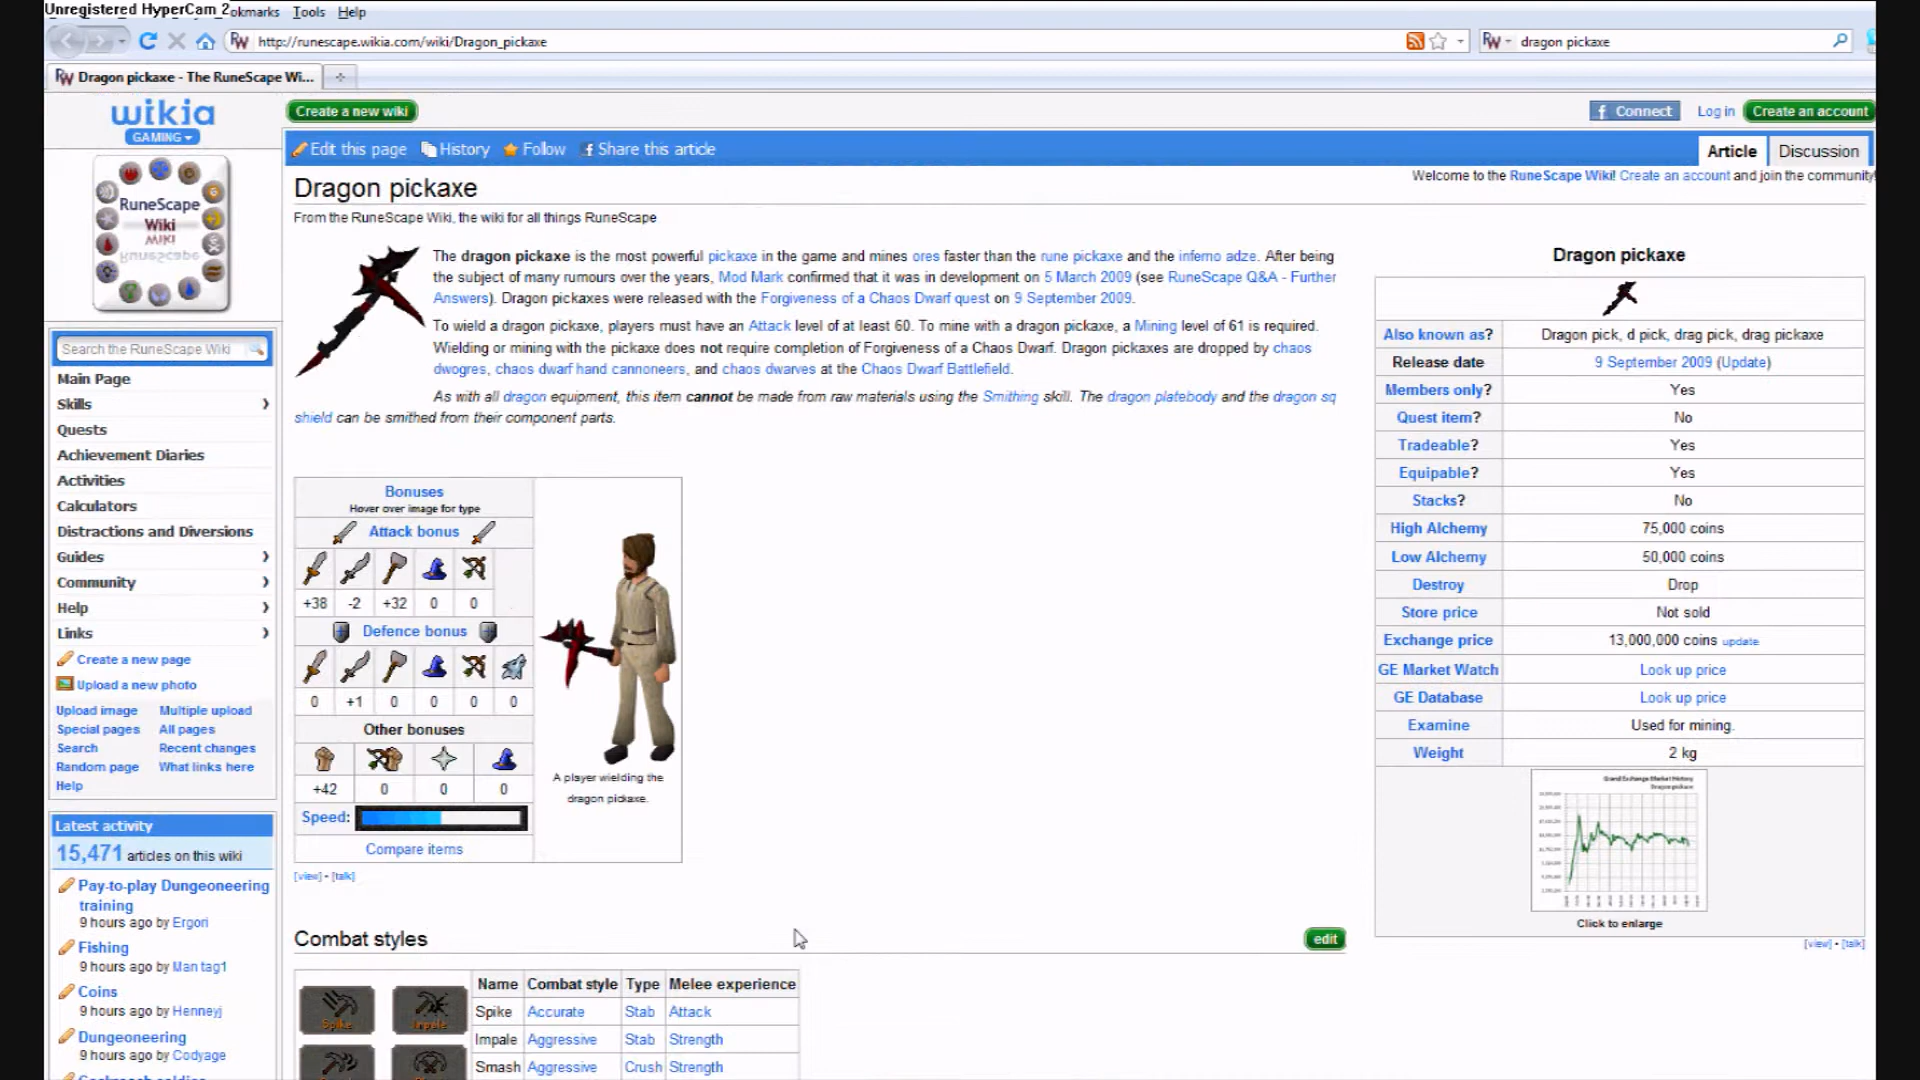 Unregistered HyperCam 2
okmarks Tools Help
http://runescape.wikia.com/wiki/Dragon_pickaxe
dragon pickaxe
Dragon pickaxe - The RuneScape Wi...
wikia
GAMING
Create a new wiki
Connect
Log in
Create an account
Edit this page
History
Follow
Share this article
Article
Discussion
Welcome to the RuneScape Wiki! Create an account and join the community!
RuneScape
Wiki
Dragon pickaxe
From the RuneScape Wiki, the wiki for all things RuneScape
The dragon pickaxe is the most powerful pickaxe in the game and mines ores faster than the rune pickaxe and the inferno adze. After being
the subject of many rumours over the years, Mod Mark confirmed that it was in development on 5 March 2009 (see RuneScape Q&A - Further
Answers). Dragon pickaxes were released with the Forgiveness of a Chaos Dwarf quest on 9 September 2009.
To wield a dragon pickaxe, players must have an Attack level of at least 60. To mine with a dragon pickaxe, a Mining level of 61 is required.
Wielding or mining with the pickaxe does not require completion of Forgiveness of a Chaos Dwarf. Dragon pickaxes are dropped by chaos
dwogres, chaos dwarf hand cannoneers, and chaos dwarves at the Chaos Dwarf Battlefield.
As with all dragon equipment, this item cannot be made from raw materials using the Smithing skill. The dragon platebody and the dragon sq
shield can be smithed from their component parts.
Search the RuneScape Wiki
Main Page
Skills
Quests
Achievement Diaries
Activities
Calculators
Distractions and Diversions
Guides
Community
Help
Links
Create a new page
Upload a new photo
Upload image Multiple upload
Special pages All pages
Search Recent changes
Random page What links here
Help
Latest activity
15,471 articles on this wiki
Pay-to-play Dungeoneering
training
9 hours ago by Ergori
Fishing
9 hours ago by Man tag1
Coins
9 hours ago by Henneyj
Dungeoneering
9 hours ago by Codyage
Bonuses
Hover over image for type
Attack bonus
+38 -2 +32 0 0
Defence bonus
0 +1 0 0 0 0
Other bonuses
+42 0 0 0
Speed:
Compare items
A player wielding the
dragon pickaxe.
[view] • [talk]
Combat styles
edit
Name Combat style Type Melee experience
Spike Accurate Stab Attack
Impale Aggressive Stab Strength
Smash Aggressive Crush Strength
Spike
Impale
Dragon pickaxe
Also known as? Dragon pick, d pick, drag pick, drag pickaxe
Release date 9 September 2009 (Update)
Members only? Yes
Quest item? No
Tradeable? Yes
Equipable? Yes
Stacks? No
High Alchemy 75,000 coins
Low Alchemy 50,000 coins
Destroy Drop
Store price Not sold
Exchange price 13,000,000 coins update
GE Market Watch Look up price
GE Database Look up price
Examine Used for mining.
Weight 2 kg
Grand Exchange Market History
Dragon pickaxe
Click to enlarge
[view] • [talk]